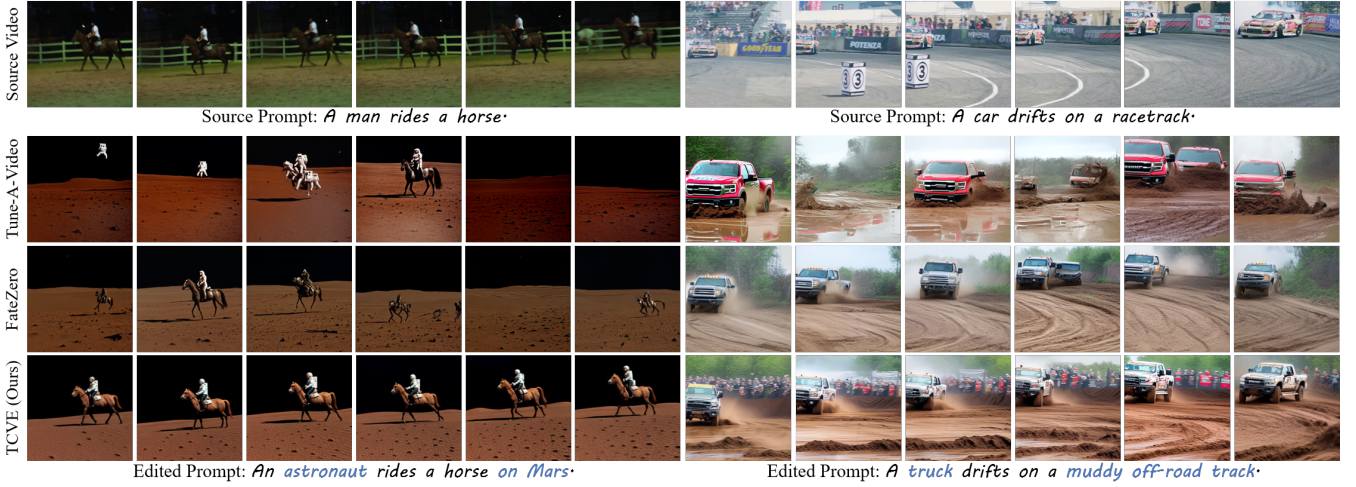 Source Video
GOODYEAR
POTENZA
3
3
TONE
Source Prompt: A man rides a horse.
Source Prompt: A car drifts on a racetrack.
Tune-A-Video
FateZero
TCVE (Ours)
Edited Prompt: An astronaut rides a horse on Mars.
Edited Prompt: A truck drifts on a muddy off-road track.